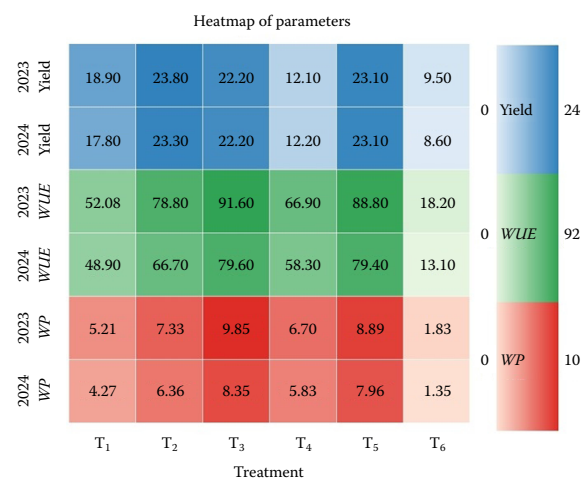 Heatmap of parameters
2023 Yield 18.90 23.80 22.20 12.10 23.10 9.50
2024 Yield 17.80 23.30 22.20 12.20 23.10 8.60
2023 WUE 52.08 78.80 91.60 66.90 88.80 18.20
2024 WUE 48.90 66.70 79.60 58.30 79.40 13.10
2023 WP 5.21 7.33 9.85 6.70 8.89 1.83
2024 WP 4.27 6.36 8.35 5.83 7.96 1.35
T₁ T₂ T₃ T₄ T₅ T₆
Treatment
0 Yield 24
0 WUE 92
0 WP 10